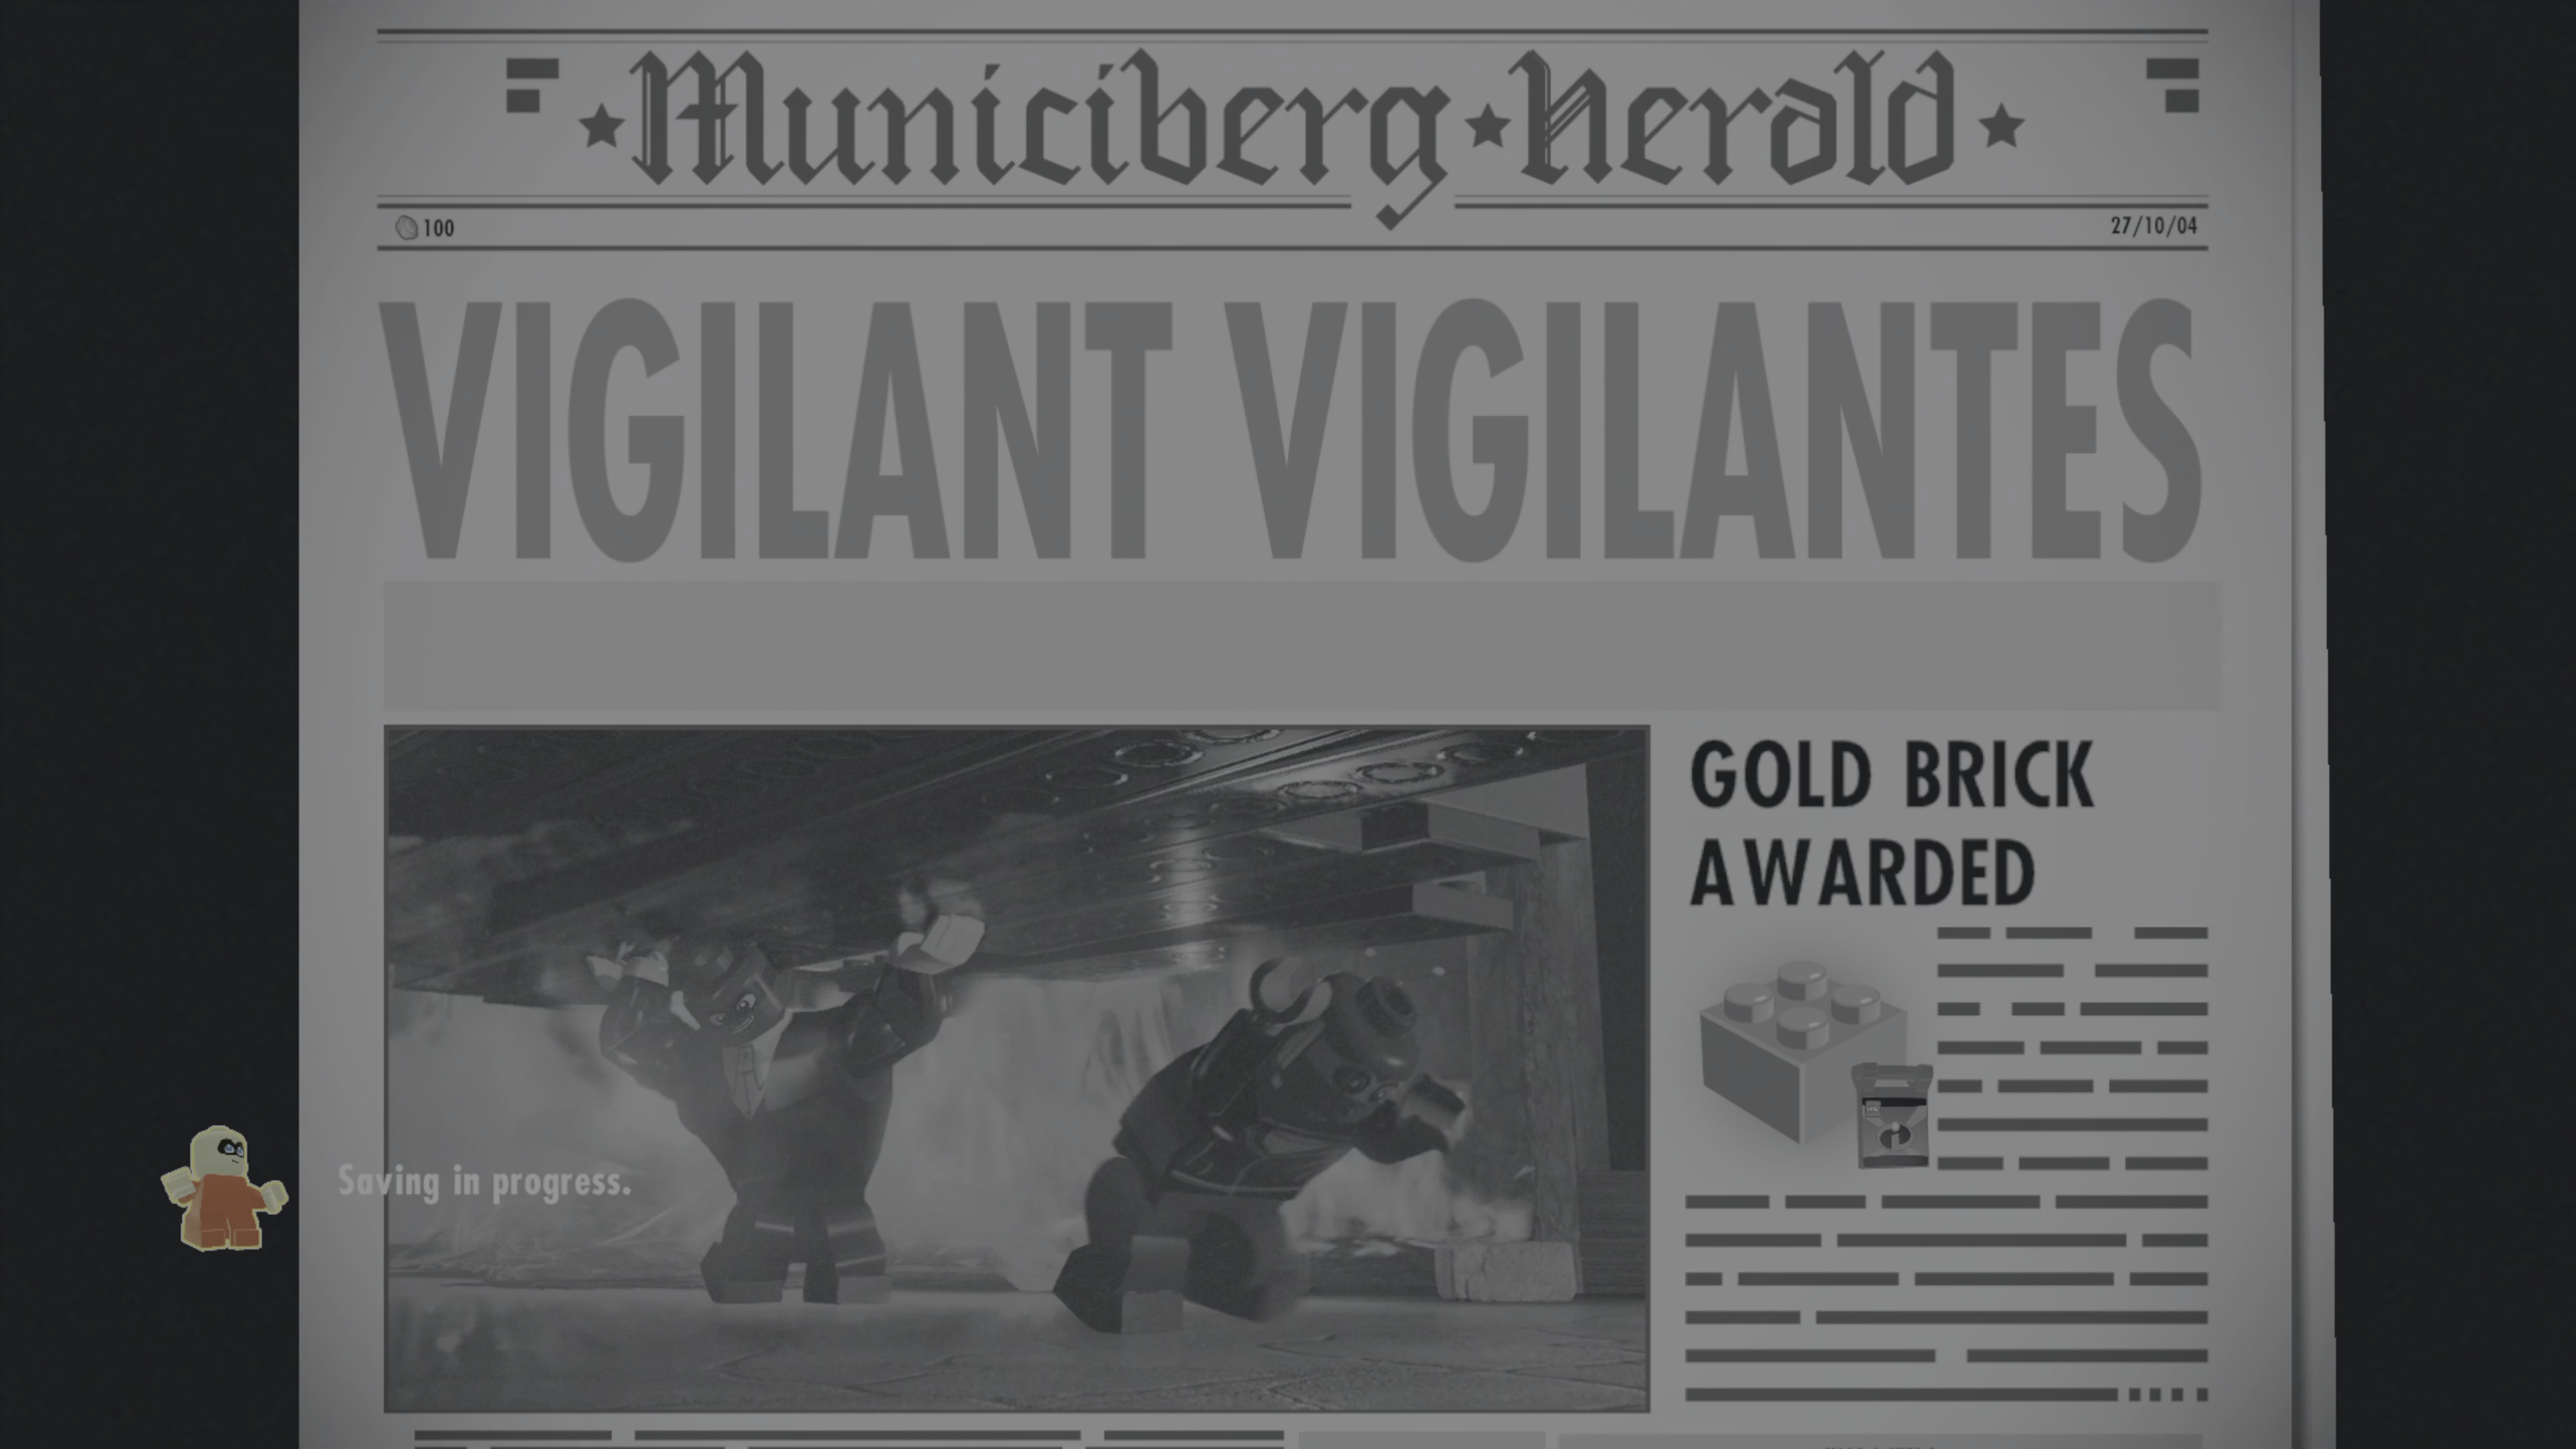 Municiberg Herald
100
27/10/04
VIGILANT VIGILANTES
GOLD BRICK
AWARDED
Saving in progress.